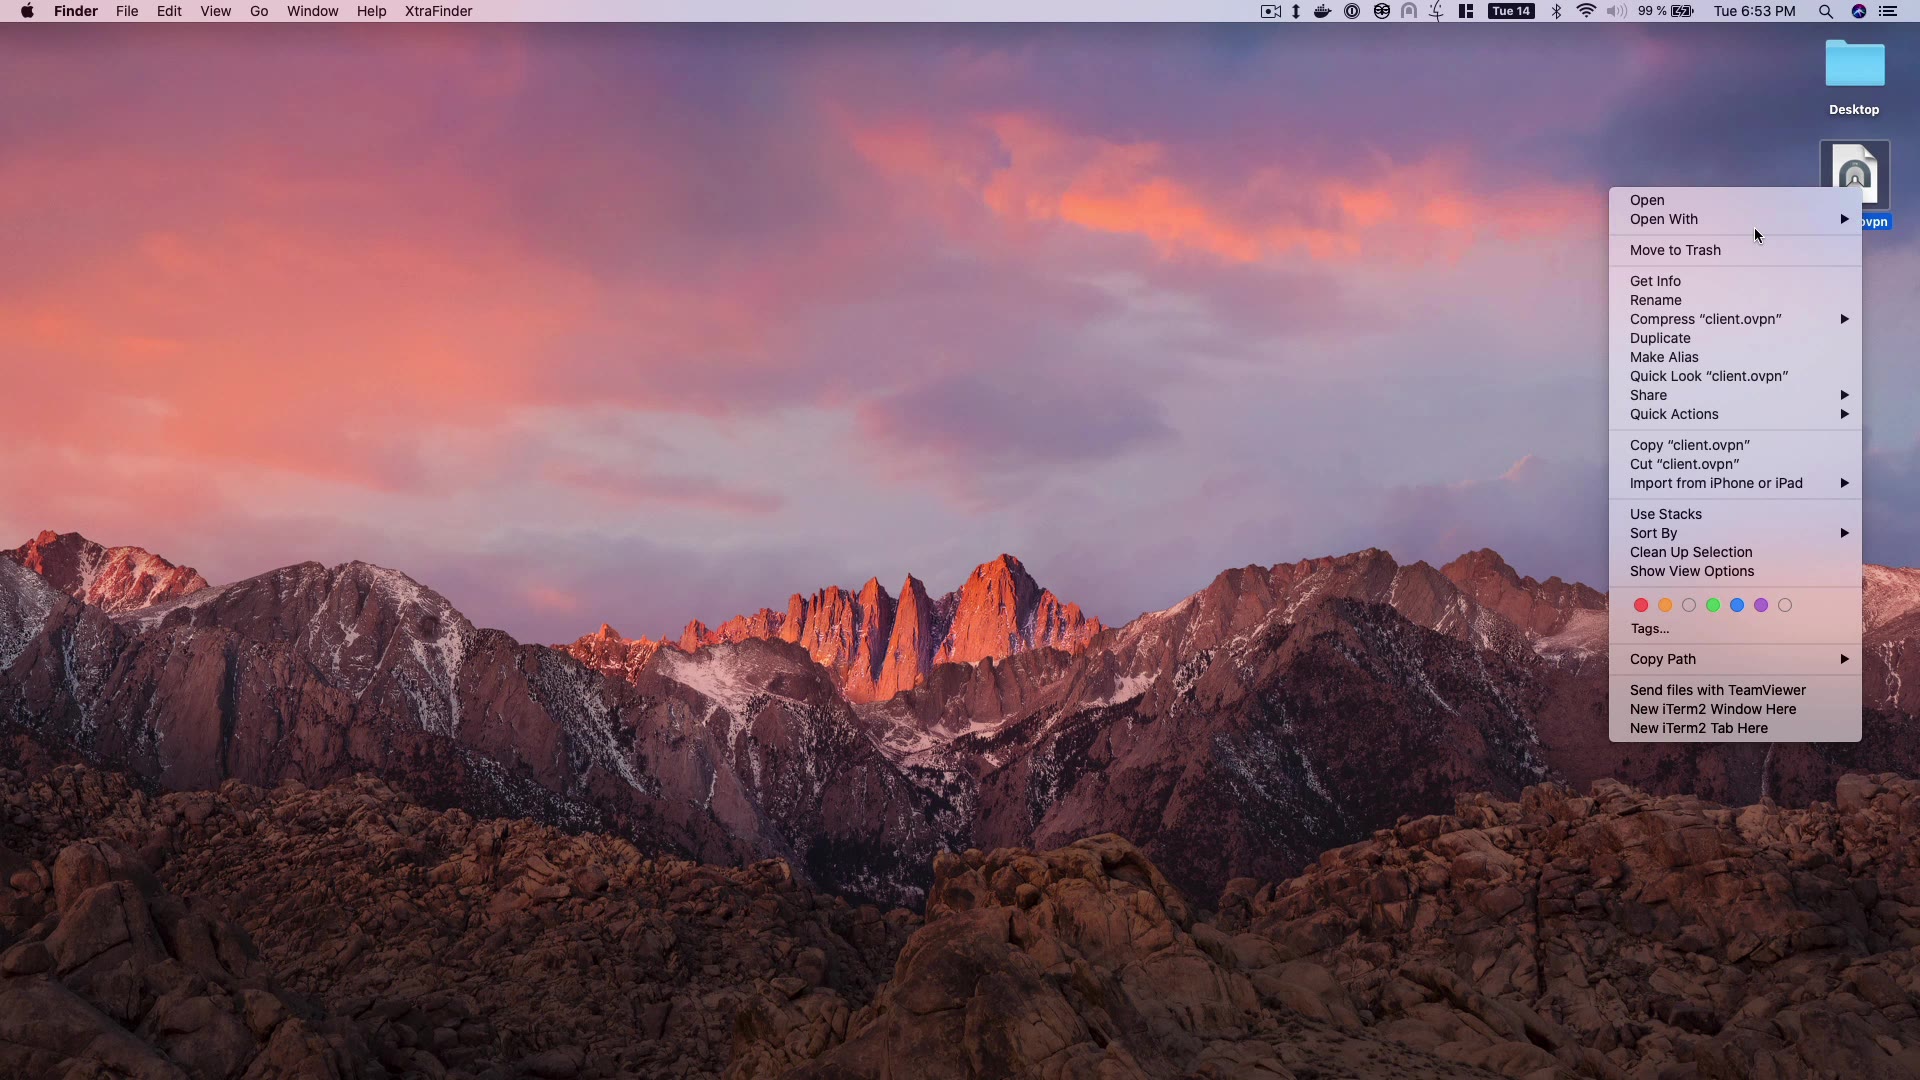 Finder File Edit View Go Window Help XtraFinder Tue 14 99 % Tue 6:53 PM
Desktop
ovpn
Open
Open With
Move to Trash
Get Info
Rename
Compress “client.ovpn”
Duplicate
Make Alias
Quick Look “client.ovpn”
Share
Quick Actions
Copy “client.ovpn”
Cut “client.ovpn”
Import from iPhone or iPad
Use Stacks
Sort By
Clean Up Selection
Show View Options
Tags...
Copy Path
Send files with TeamViewer
New iTerm2 Window Here
New iTerm2 Tab Here